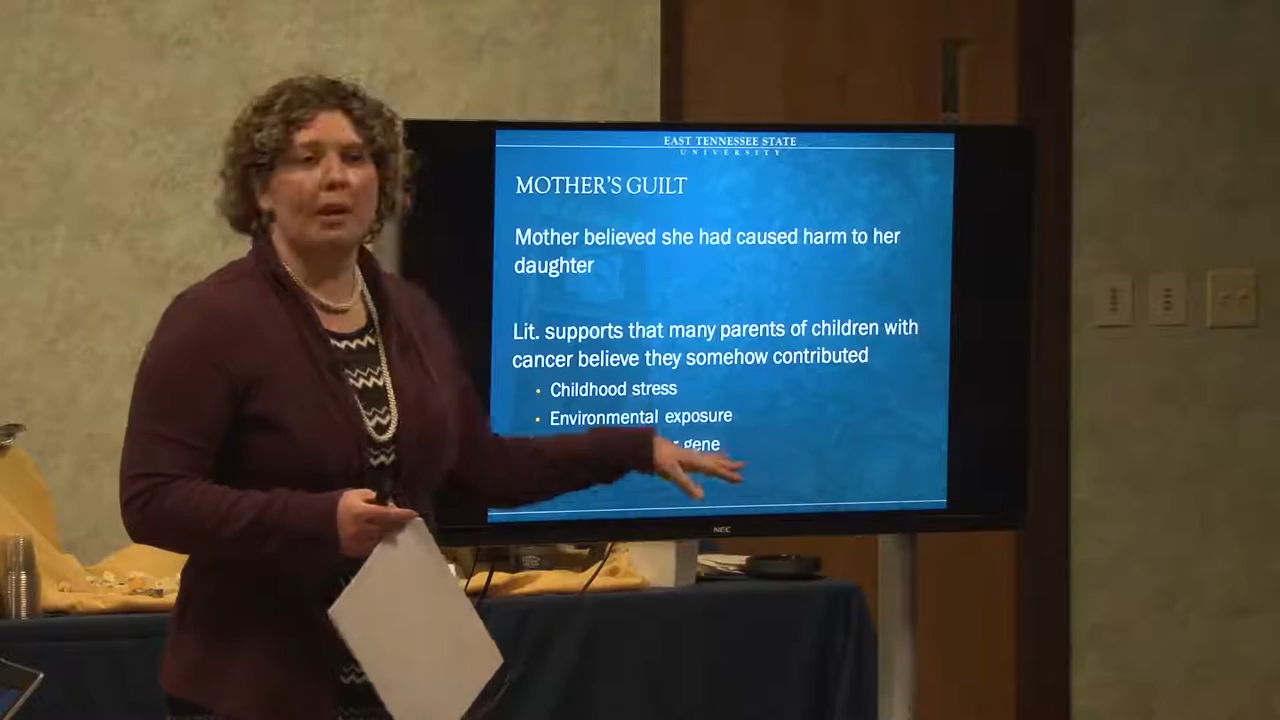 EAST TENNESSEE STATE
UNIVERSITY
MOTHER'S GUILT
Mother believed she had caused harm to her
daughter
Lit. supports that many parents of children with
cancer believe they somehow contributed
• Childhood stress
• Environmental exposure
gene
NEC